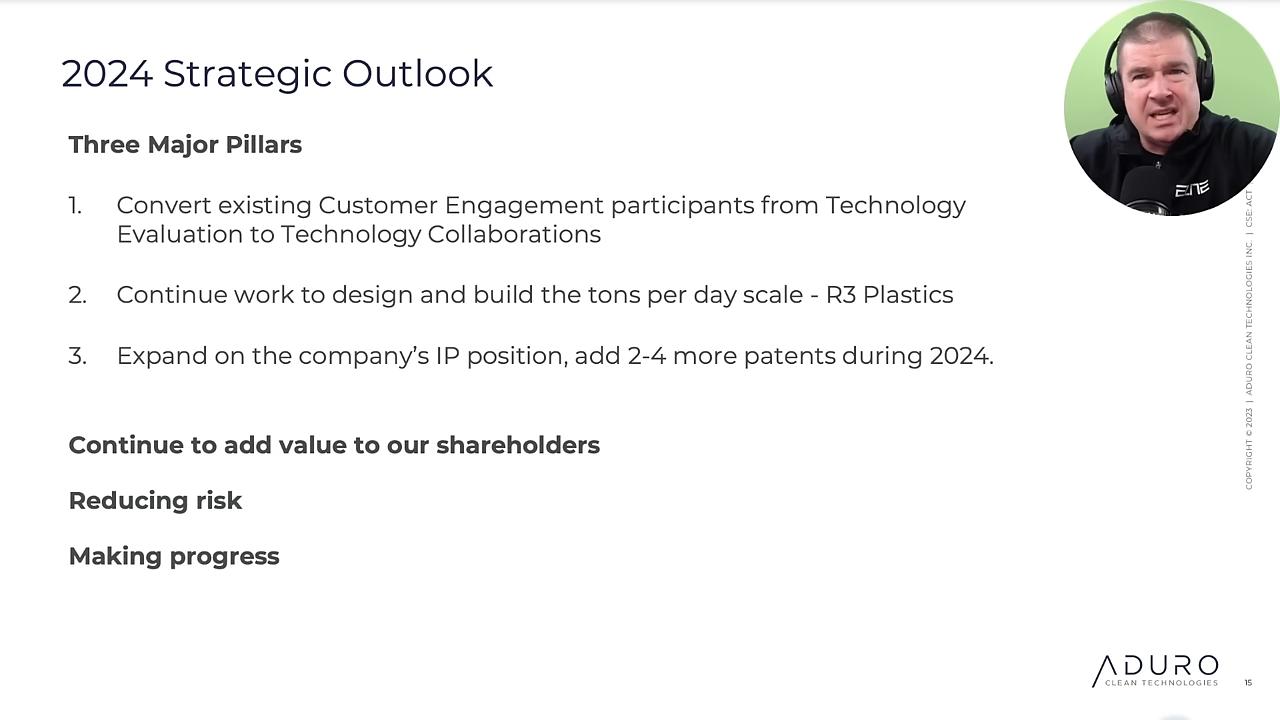 2024 Strategic Outlook
Three Major Pillars
1. Convert existing Customer Engagement participants from Technology
Evaluation to Technology Collaborations
2. Continue work to design and build the tons per day scale - R3 Plastics
3. Expand on the company’s IP position, add 2-4 more patents during 2024.
Continue to add value to our shareholders
Reducing risk
Making progress
COPYRIGHT © 2023 | ADURO CLEAN TECHNOLOGIES INC. | CSE: ACT
ADURO
CLEAN TECHNOLOGIES
15